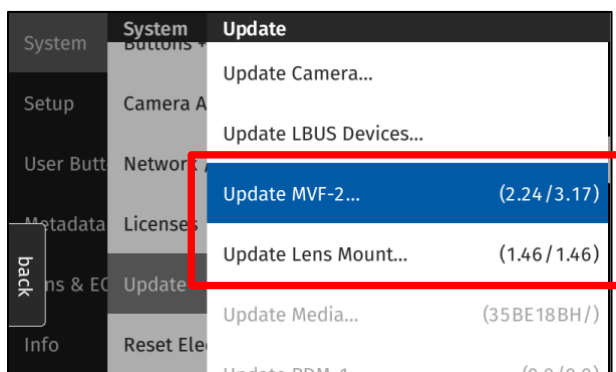 System
Setup
User Butt
Metadata
ns & EC
Info
back
System
Buttons +
Camera A
Network /
Licenses
Update
Reset Ele
Update
Update Camera...
Update LBUS Devices...
Update MVF-2... (2.24/3.17)
Update Lens Mount... (1.46/1.46)
Update Media... (35BE18BH/)